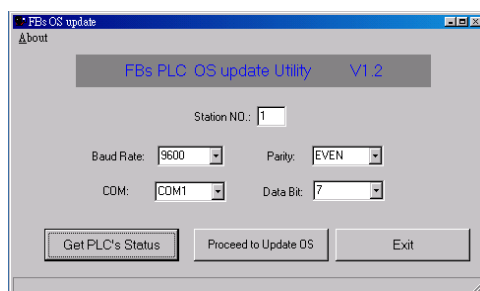 FBs OS update
About
FBs PLC OS update Utility V1.2
Station NO.: 1
Baud Rate: 9600 Parity: EVEN
COM: COM1 Data Bit: 7
Get PLC's Status Proceed to Update OS Exit